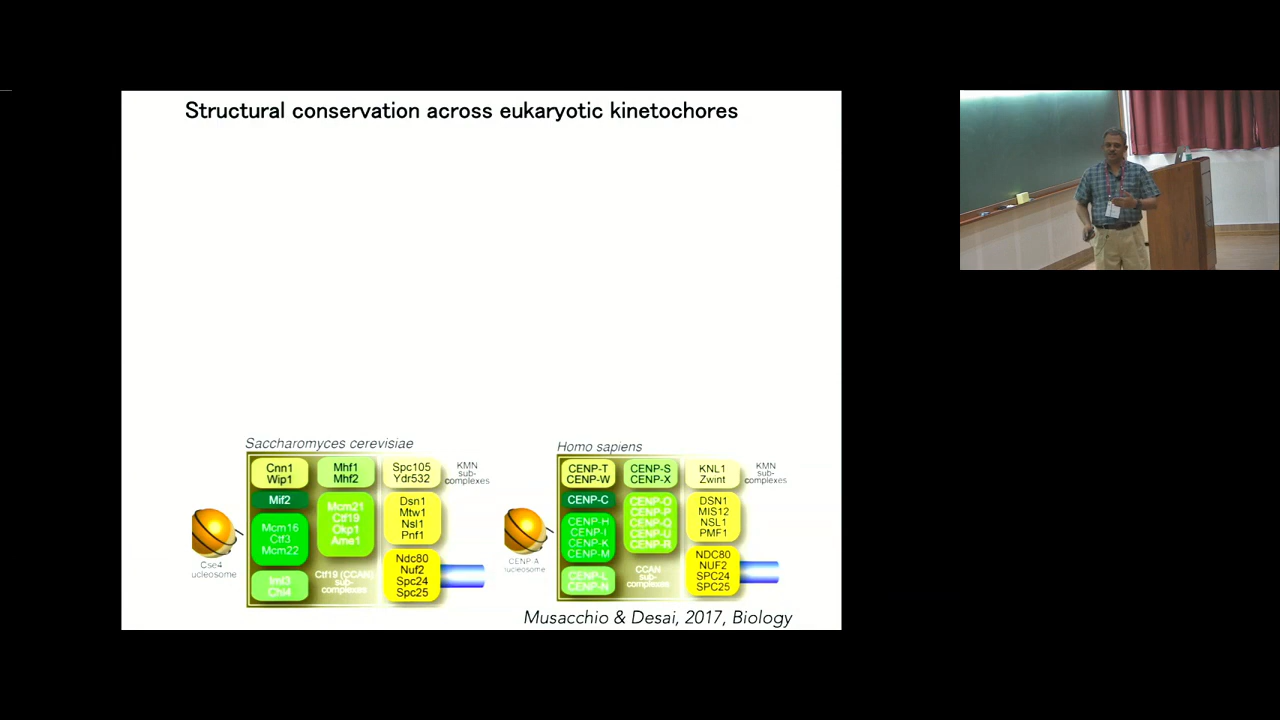 Structural conservation across eukaryotic kinetochores
Saccharomyces cerevisiae
Cnn1
Wip1
Mhf1
Mhf2
Spc105
Ydr532
KMN
sub-
complexes
Mif2
Mcm21
Ctf19
Okp1
Ame1
Dsn1
Mtw1
Nsl1
Pnf1
Mcm16
Ctf3
Mcm22
Cse4
ucleosome
Iml3
Chl4
Ctf19 (CCAN)
sub-
complexes
Ndc80
Nuf2
Spc24
Spc25
Homo sapiens
CENP-T
CENP-W
CENP-S
CENP-X
KNL1
Zwint
KMN
sub-
complexes
CENP-C
CENP-O
CENP-P
CENP-Q
CENP-U
CENP-R
DSN1
MIS12
NSL1
PMF1
CENP-H
CENP-I
CENP-K
CENP-M
CENP-A
ucleosome
CENP-L
CENP-N
CCAN
sub-
complexes
NDC80
NUF2
SPC24
SPC25
Musacchio & Desai, 2017, Biology